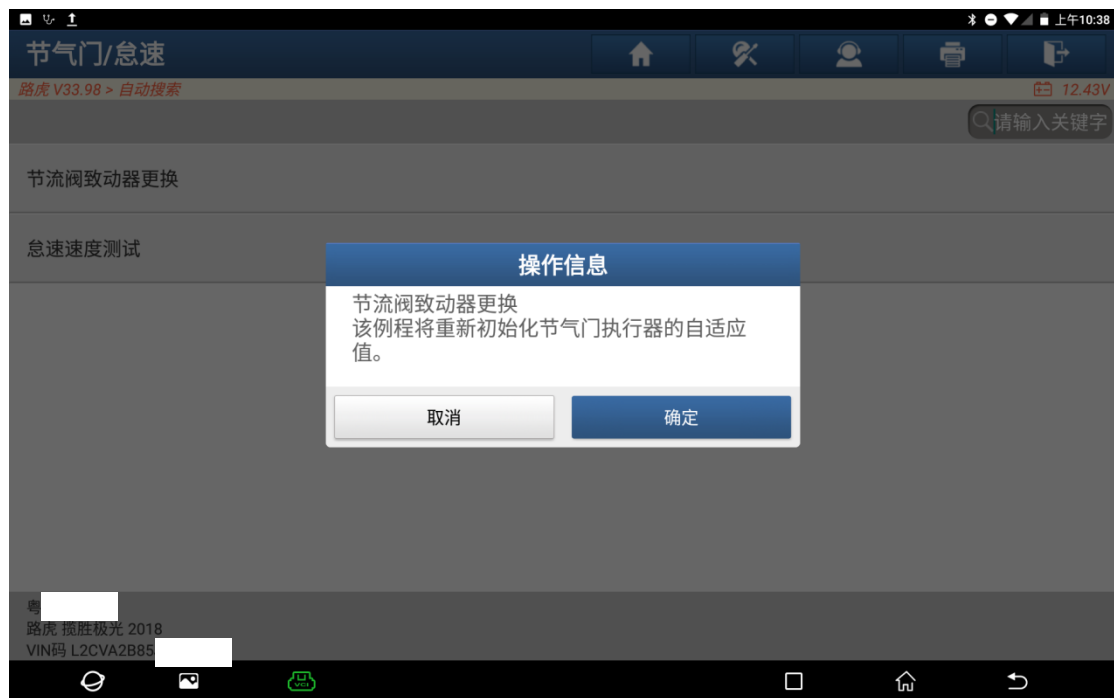 上午10:38
节气门/怠速
路虎 V33.98 > 自动搜索
12.43V
请输入关键字
节流阀致动器更换
怠速速度测试
操作信息
节流阀致动器更换
该例程将重新初始化节气门执行器的自适应
值。
取消
确定
粤
路虎 揽胜极光 2018
VIN码 L2CVA2B85
VCI